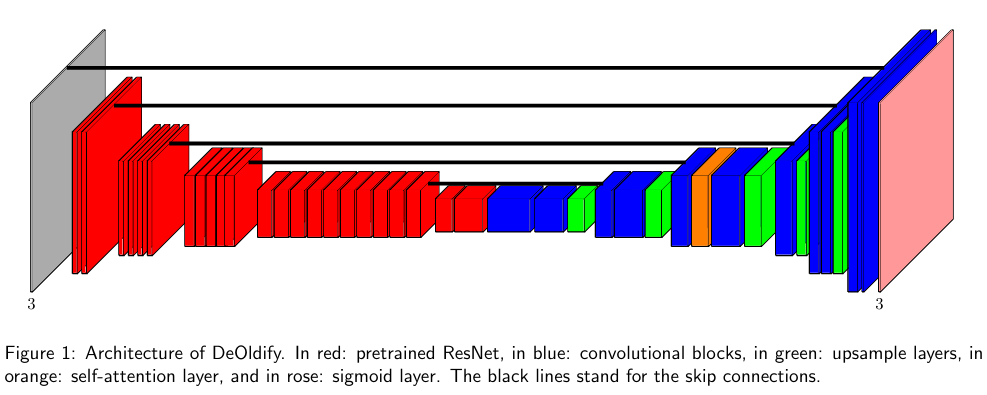 3 3
Figure 1: Architecture of DeOldify. In red: pretrained ResNet, in blue: convolutional blocks, in green: upsample layers, in
orange: self-attention layer, and in rose: sigmoid layer. The black lines stand for the skip connections.